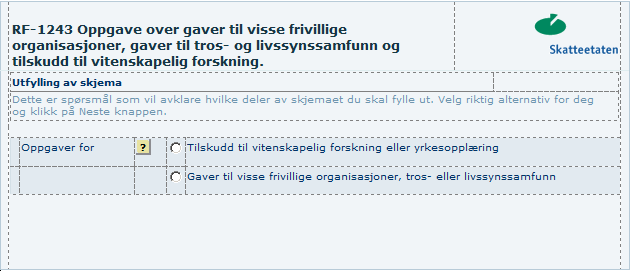 RF-1243 Oppgave over gaver til visse frivillige
organisasjoner, gaver til tros- og livssynssamfunn og
tilskudd til vitenskapelig forskning.
Skatteetaten
Utfylling av skjema
Dette er spørsmål som vil avklare hvilke deler av skjemaet du skal fylle ut. Velg riktig alternativ for deg
og klikk på Neste knappen.
Oppgaver for ? Tilskudd til vitenskapelig forskning eller yrkesopplæring
Gaver til visse frivillige organisasjoner, tros- eller livssynssamfunn